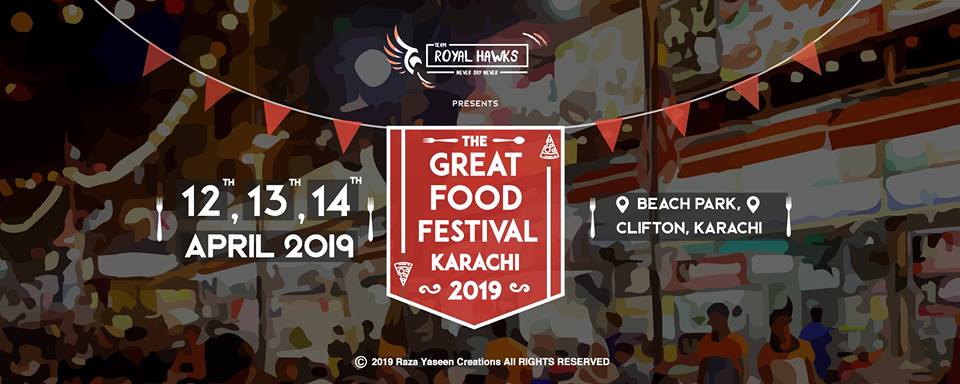 TEAM
ROYAL HAWKS
NEVER SAY NEVER
PRESENTS
THE
GREAT
FOOD
FESTIVAL
KARACHI
2019
12TH, 13TH, 14TH
APRIL 2019
BEACH PARK,
CLIFTON, KARACHI
© 2019 Raza Yaseen Creations All RIGHTS RESERVED